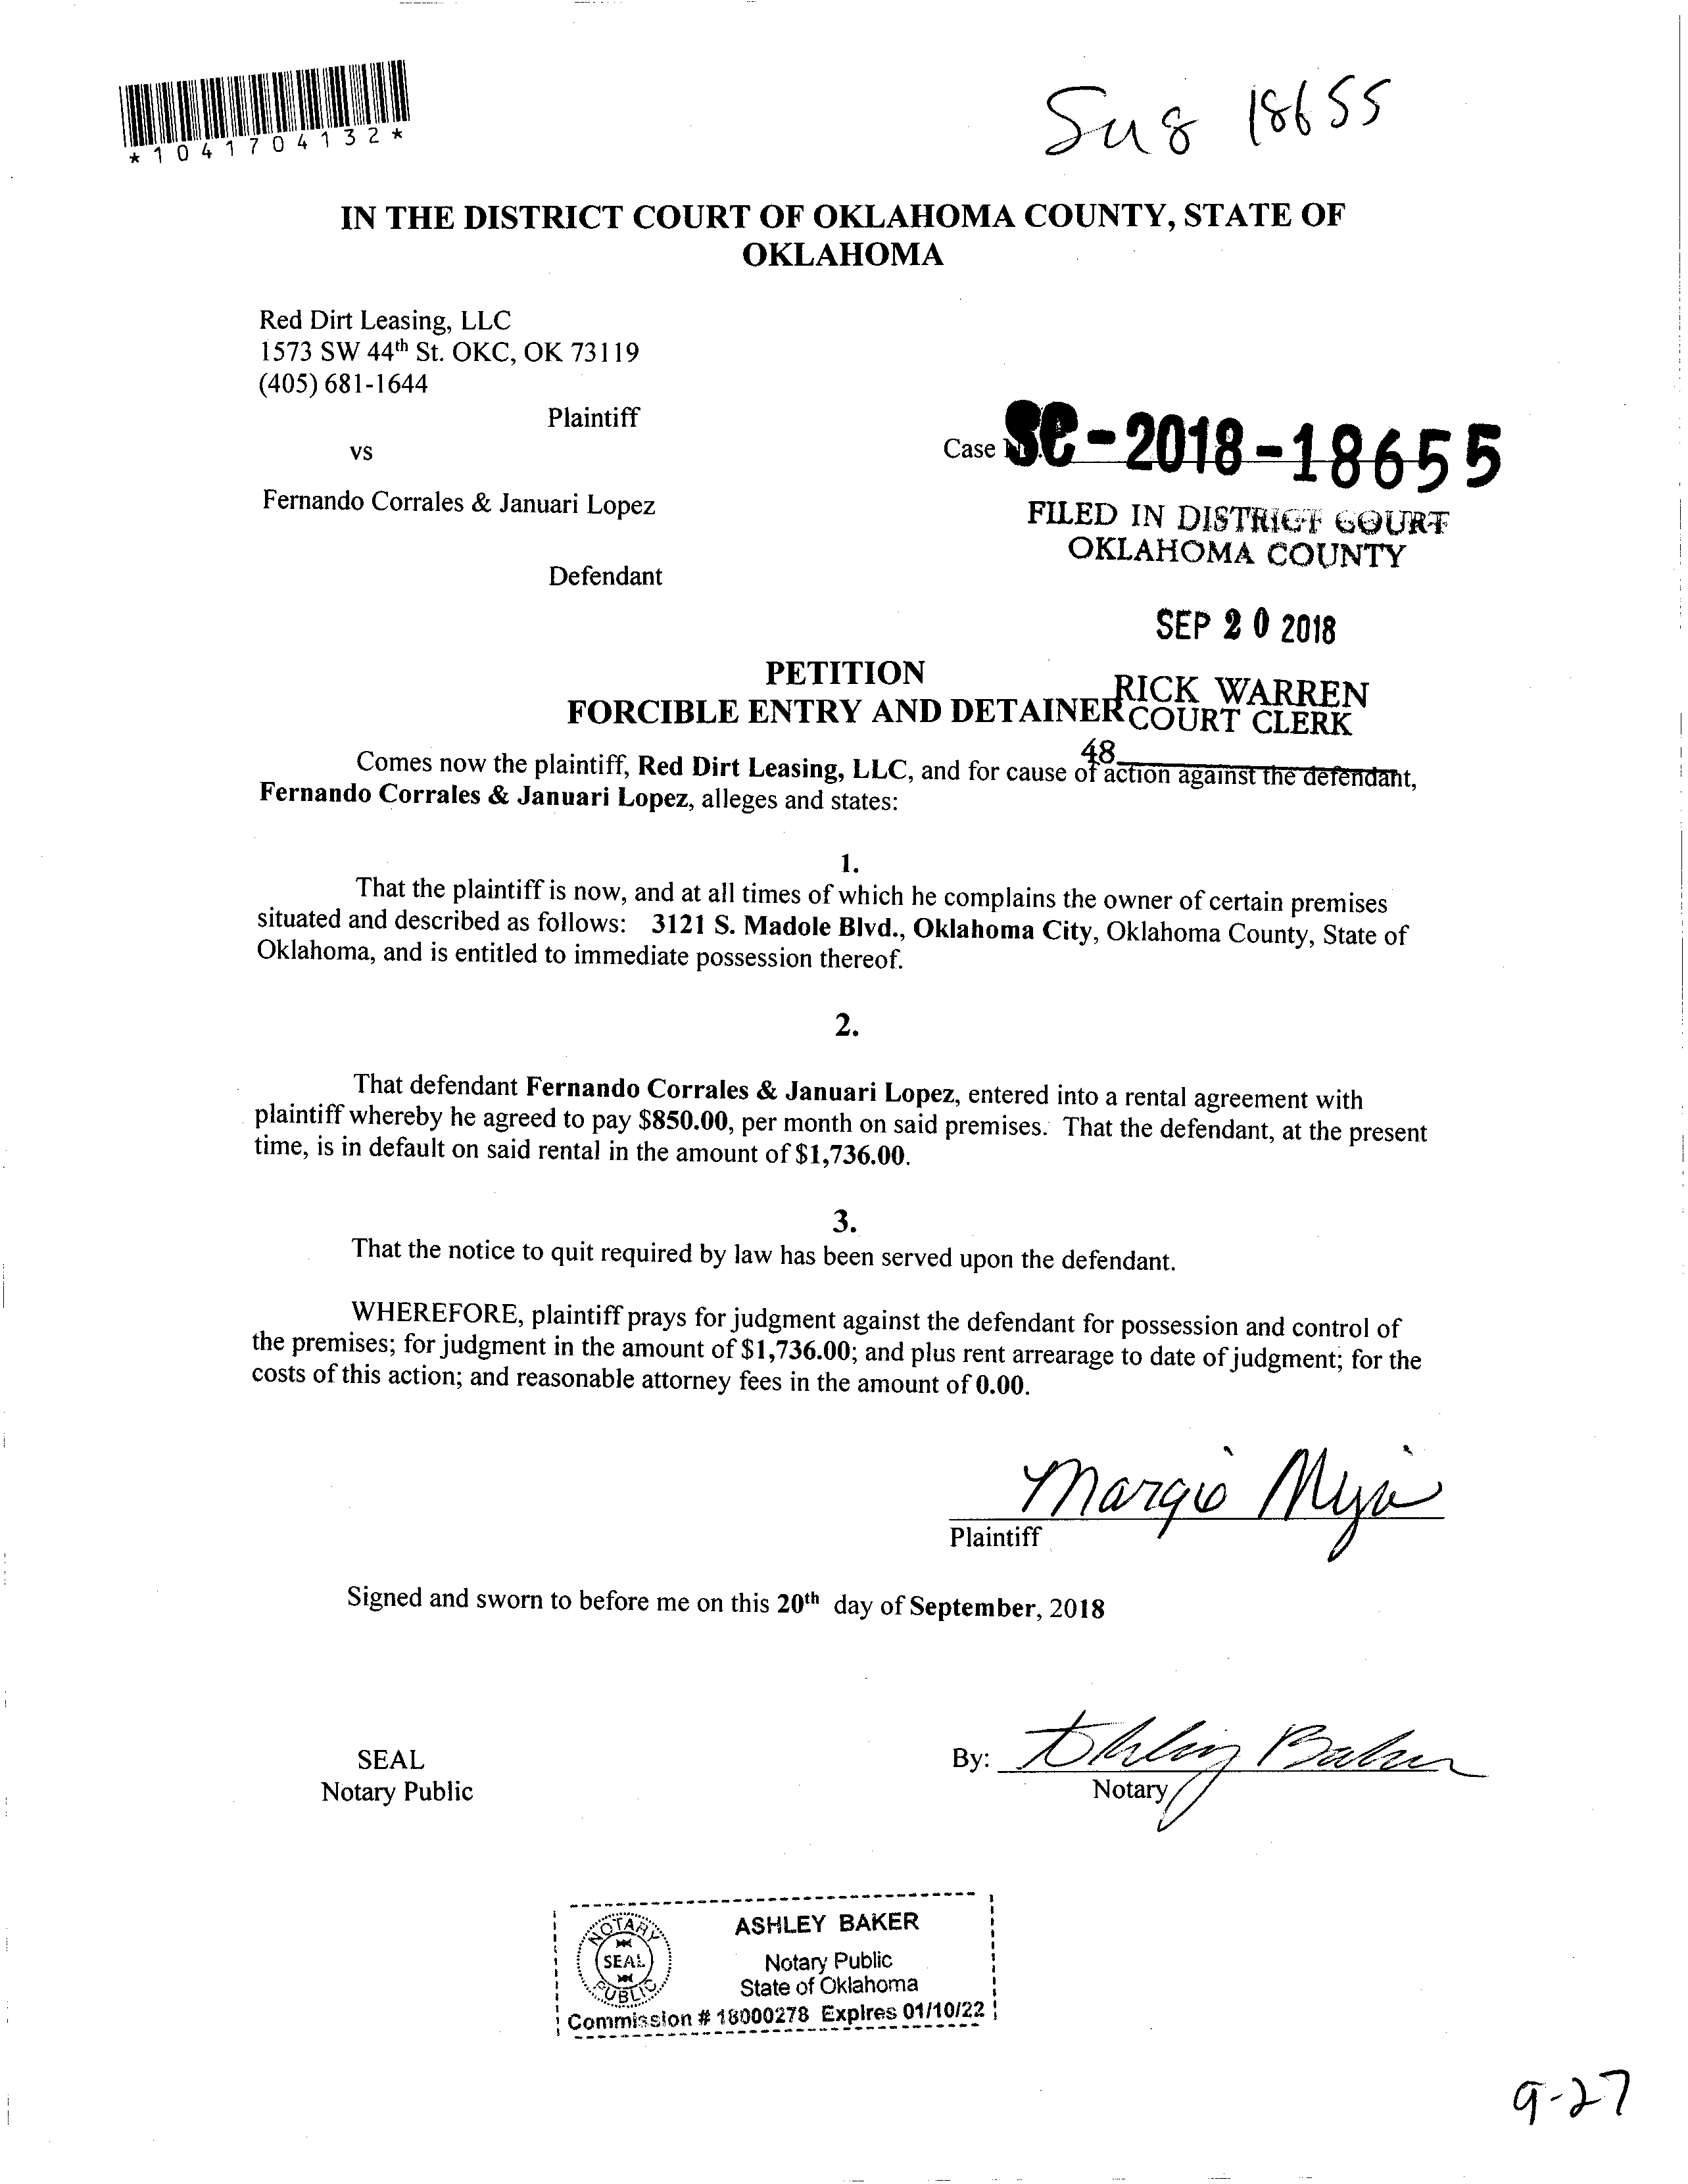 *1041704132*
18655
IN THE DISTRICT COURT OF OKLAHOMA COUNTY, STATE OF
OKLAHOMA
Red Dirt Leasing, LLC
1573 SW 44th St. OKC, OK 73119
(405) 681-1644
Plaintiff
vs
Case
SC-2018-18655
Fernando Corrales & Januari Lopez
FILED IN DISTRICT COURT
OKLAHOMA COUNTY
Defendant
SEP 20 2018
PETITION
RICK WARREN
FORCIBLE ENTRY AND DETAINER
COURT CLERK
48
Comes now the plaintiff, Red Dirt Leasing, LLC, and for cause of action against the defendant,
Fernando Corrales & Januari Lopez, alleges and states:
1.
That the plaintiff is now, and at all times of which he complains the owner of certain premises
situated and described as follows: 3121 S. Madole Blvd., Oklahoma City, Oklahoma County, State of
Oklahoma, and is entitled to immediate possession thereof.
2.
That defendant Fernando Corrales & Januari Lopez, entered into a rental agreement with
plaintiff whereby he agreed to pay $850.00, per month on said premises. That the defendant, at the present
time, is in default on said rental in the amount of $1,736.00.
3.
That the notice to quit required by law has been served upon the defendant.
WHEREFORE, plaintiff prays for judgment against the defendant for possession and control of
the premises; for judgment in the amount of $1,736.00; and plus rent arrearage to date of judgment; for the
costs of this action; and reasonable attorney fees in the amount of 0.00.
Plaintiff
Signed and sworn to before me on this 20th day of September, 2018
SEAL
Notary Public
By: Ashley Baker
Notary
NOTARY
SEAL
PUBLIC
ASHLEY BAKER
Notary Public
State of Oklahoma
Commission # 18000278 Expires 01/10/22
9-27